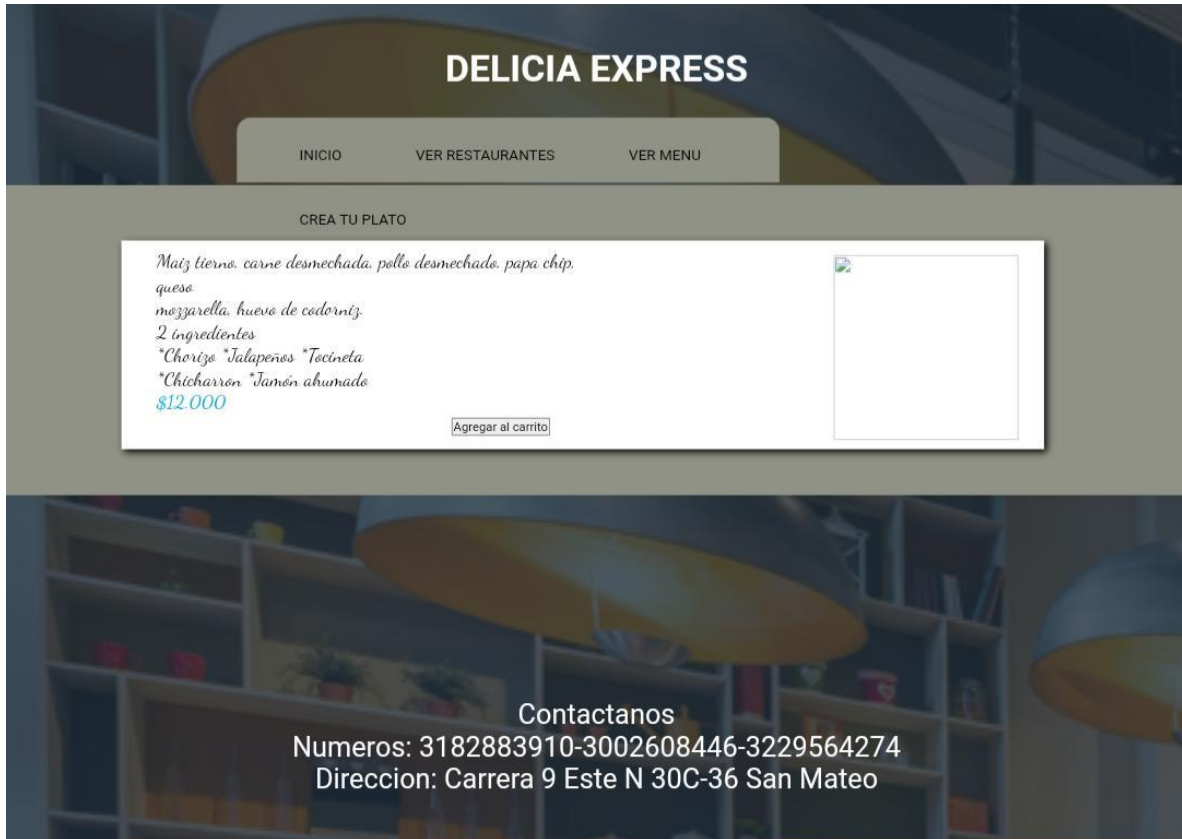 DELICIA EXPRESS
INICIO VER RESTAURANTES VER MENU
CREA TU PLATO
Maiz tierno, carne desmechada, pollo desmechado, papa chip,
queso
mozzarella, huevo de codorniz.
2 ingredientes
*Chorizo *Jalapeños *Tocineta
*Chicharron *Jamón ahumado
$12.000
Agregar al carrito
Contactanos
Numeros: 3182883910-3002608446-3229564274
Direccion: Carrera 9 Este N 30C-36 San Mateo